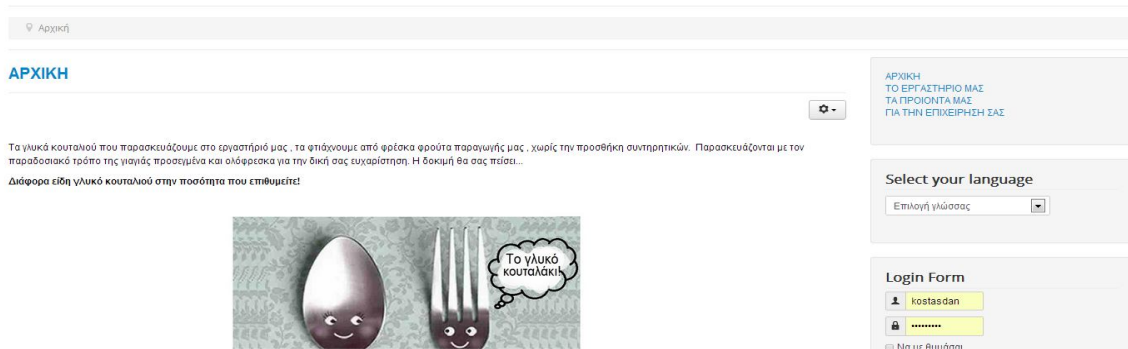 Αρχική
ΑΡΧΙΚΗ
Τα γλυκά κουταλιού που παρασκευάζουμε στο εργαστήριό μας , τα φτιάχνουμε από φρέσκα φρούτα παραγωγής μας , χωρίς την προσθήκη συντηρητικών. Παρασκευάζονται με τον
παραδοσιακό τρόπο της γιαγιάς προσεγμένα και ολόφρεσκα για την δική σας ευχαρίστηση. Η δοκιμή θα σας πείσει...
Διάφορα είδη γλυκό κουταλιού στην ποσότητα που επιθυμείτε!
Το γλυκό
κουταλάκι!
ΑΡΧΙΚΗ
ΤΟ ΕΡΓΑΣΤΗΡΙΟ ΜΑΣ
ΤΑ ΠΡΟΙΟΝΤΑ ΜΑΣ
ΓΙΑ ΤΗΝ ΕΠΙΧΕΙΡΗΣΗ ΣΑΣ
Select your language
Επιλογή γλώσσας
Login Form
kostasdan
•••••••••
Να με θυμάσαι